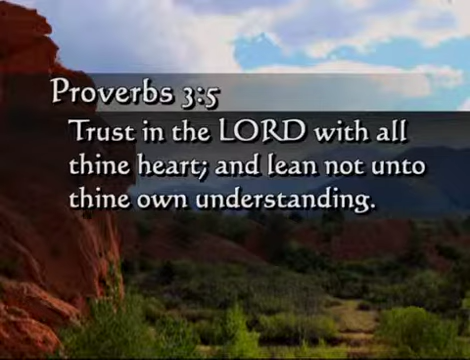 Proverbs 3:5
Trust in the LORD with all
thine heart; and lean not unto
thine own understanding.